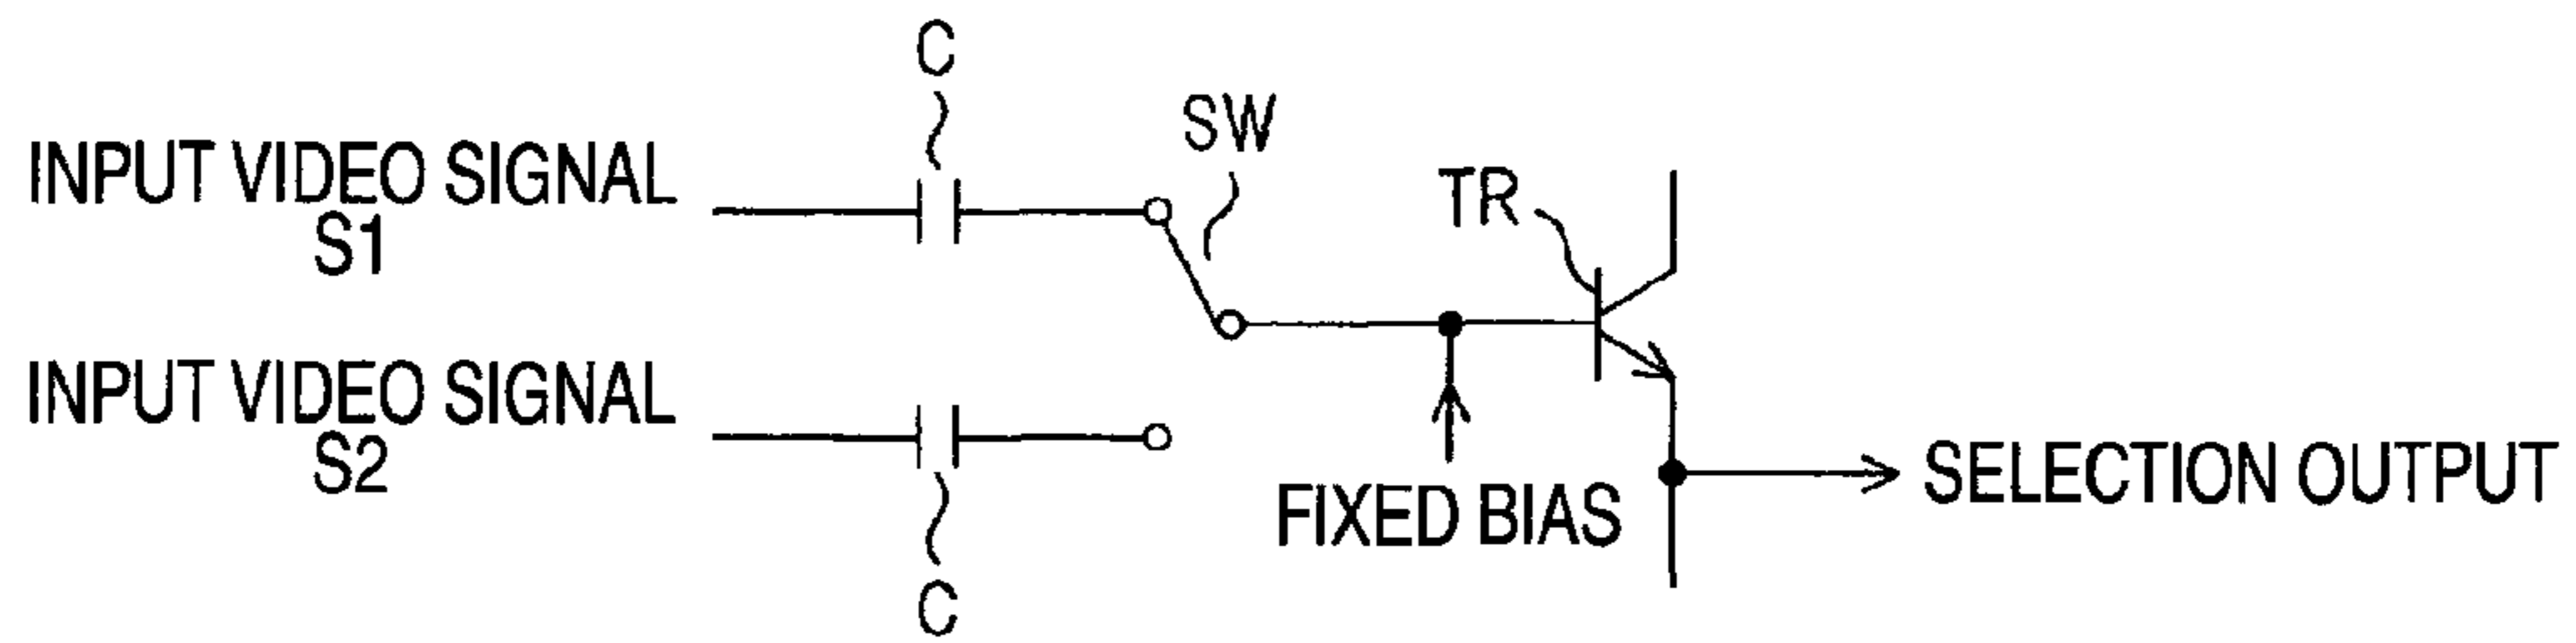 C
SW
INPUT VIDEO SIGNAL
S1
TR
INPUT VIDEO SIGNAL
S2
FIXED BIAS
SELECTION OUTPUT
C